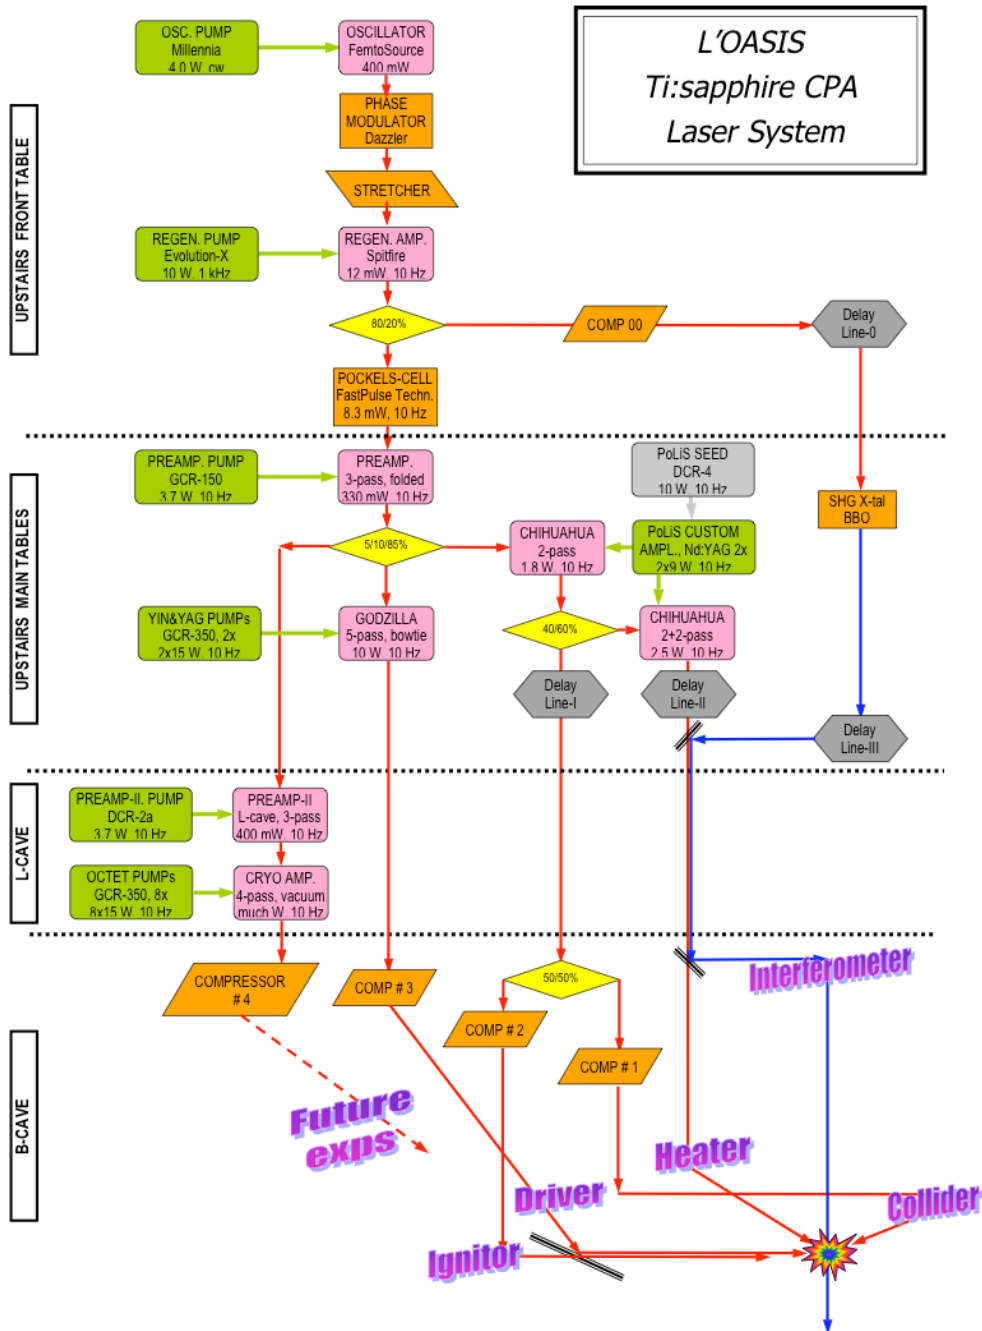 L'OASIS
Ti:sapphire CPA
Laser System
UPSTAIRS FRONT TABLE
OSC. PUMP
Millennia
4.0 W, cw
OSCILLATOR
FemtoSource
400 mW
PHASE
MODULATOR
Dazzler
STRETCHER
REGEN. PUMP
Evolution-X
10 W, 1 kHz
REGEN. AMP.
Spitfire
12 mW, 10 Hz
80/20%
COMP 00
Delay
Line-0
POCKELS-CELL
FastPulse Techn.
8.3 mW, 10 Hz
UPSTAIRS MAIN TABLES
PREAMP. PUMP
GCR-150
3.7 W, 10 Hz
PREAMP.
3-pass, folded
330 mW, 10 Hz
PoLiS SEED
DCR-4
10 W, 10 Hz
SHG X-tal
BBO
5/10/85%
CHIHUAHUA
2-pass
1.8 W, 10 Hz
PoLiS CUSTOM
AMPL., Nd:YAG 2x
2x9 W, 10 Hz
YIN&YAG PUMPs
GCR-350, 2x
2x15 W, 10 Hz
GODZILLA
5-pass, bowtie
10 W, 10 Hz
40/60%
CHIHUAHUA
2+2-pass
2.5 W, 10 Hz
Delay
Line-I
Delay
Line-II
Delay
Line-III
L-CAVE
PREAMP-II. PUMP
DCR-2a
3.7 W, 10 Hz
PREAMP-II
L-cave, 3-pass
400 mW, 10 Hz
OCTET PUMPs
GCR-350, 8x
8x15 W, 10 Hz
CRYO AMP.
4-pass, vacuum
much W, 10 Hz
B-CAVE
COMPRESSOR
# 4
COMP # 3
50/50%
Interferometer
COMP # 2
COMP # 1
Future
exps
Heater
Driver
Collider
Ignitor